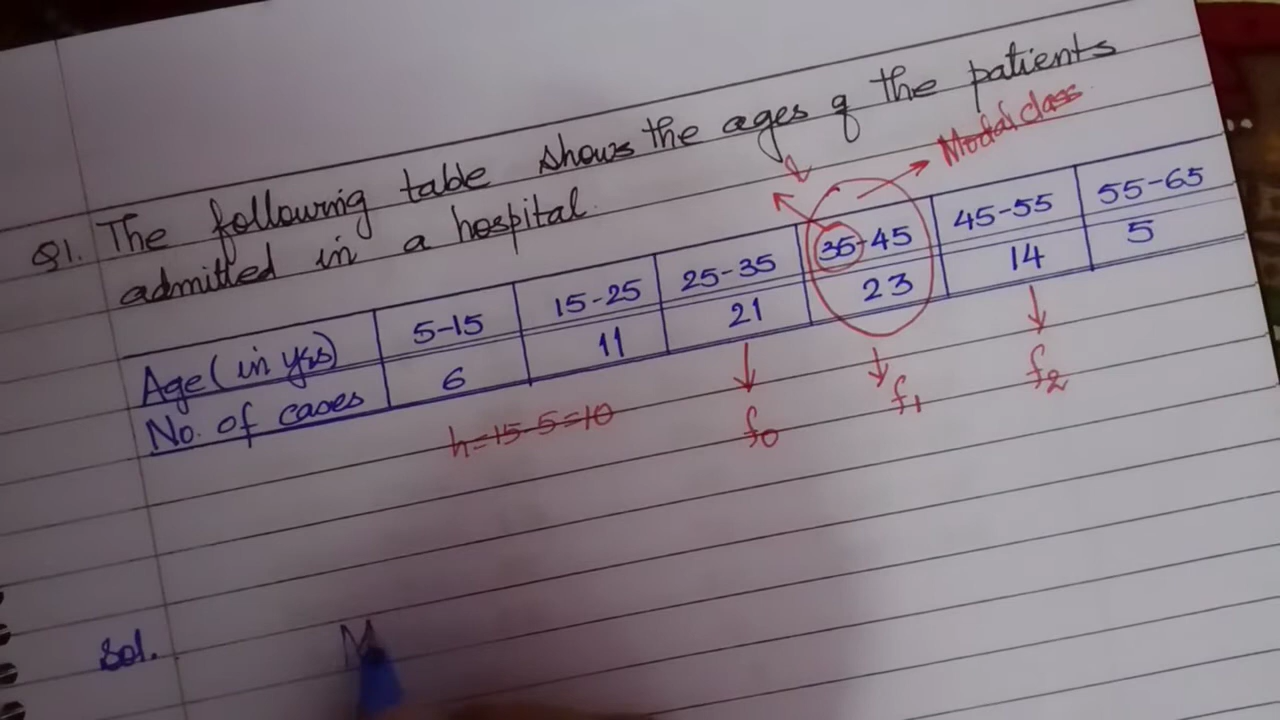 Q1. The following table shows the ages of the patients
admitted in a hospital.
l
Modal class
Age (in yrs) 5-15 15-25 25-35 35-45 45-55 55-65
No. of cases 6 11 21 23 14 5
h=15-5=10 f₀ f₁ f₂
Sol. M